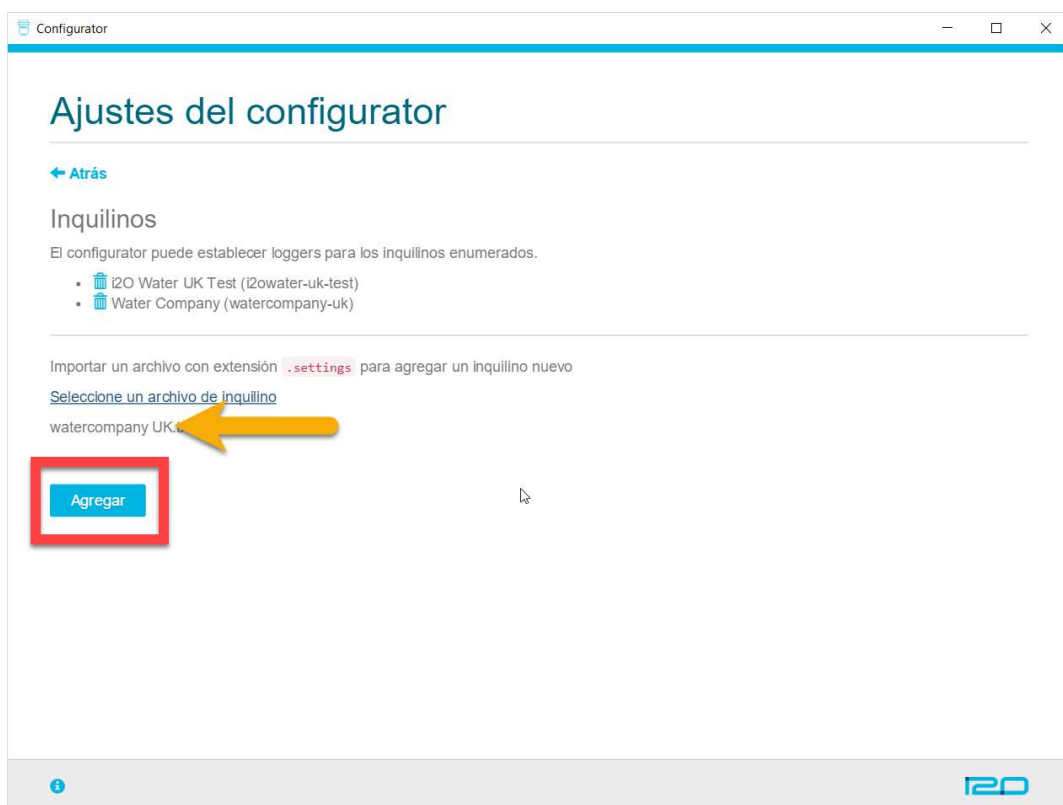 Configurator
Ajustes del configurator
Atrás
Inquilinos
El configurator puede establecer loggers para los inquilinos enumerados.
i2O Water UK Test (i2owater-uk-test)
Water Company (watercompany-uk)
Importar un archivo con extensión .settings para agregar un inquilino nuevo
Seleccione un archivo de inquilino
watercompany UK
Agregar
i2O